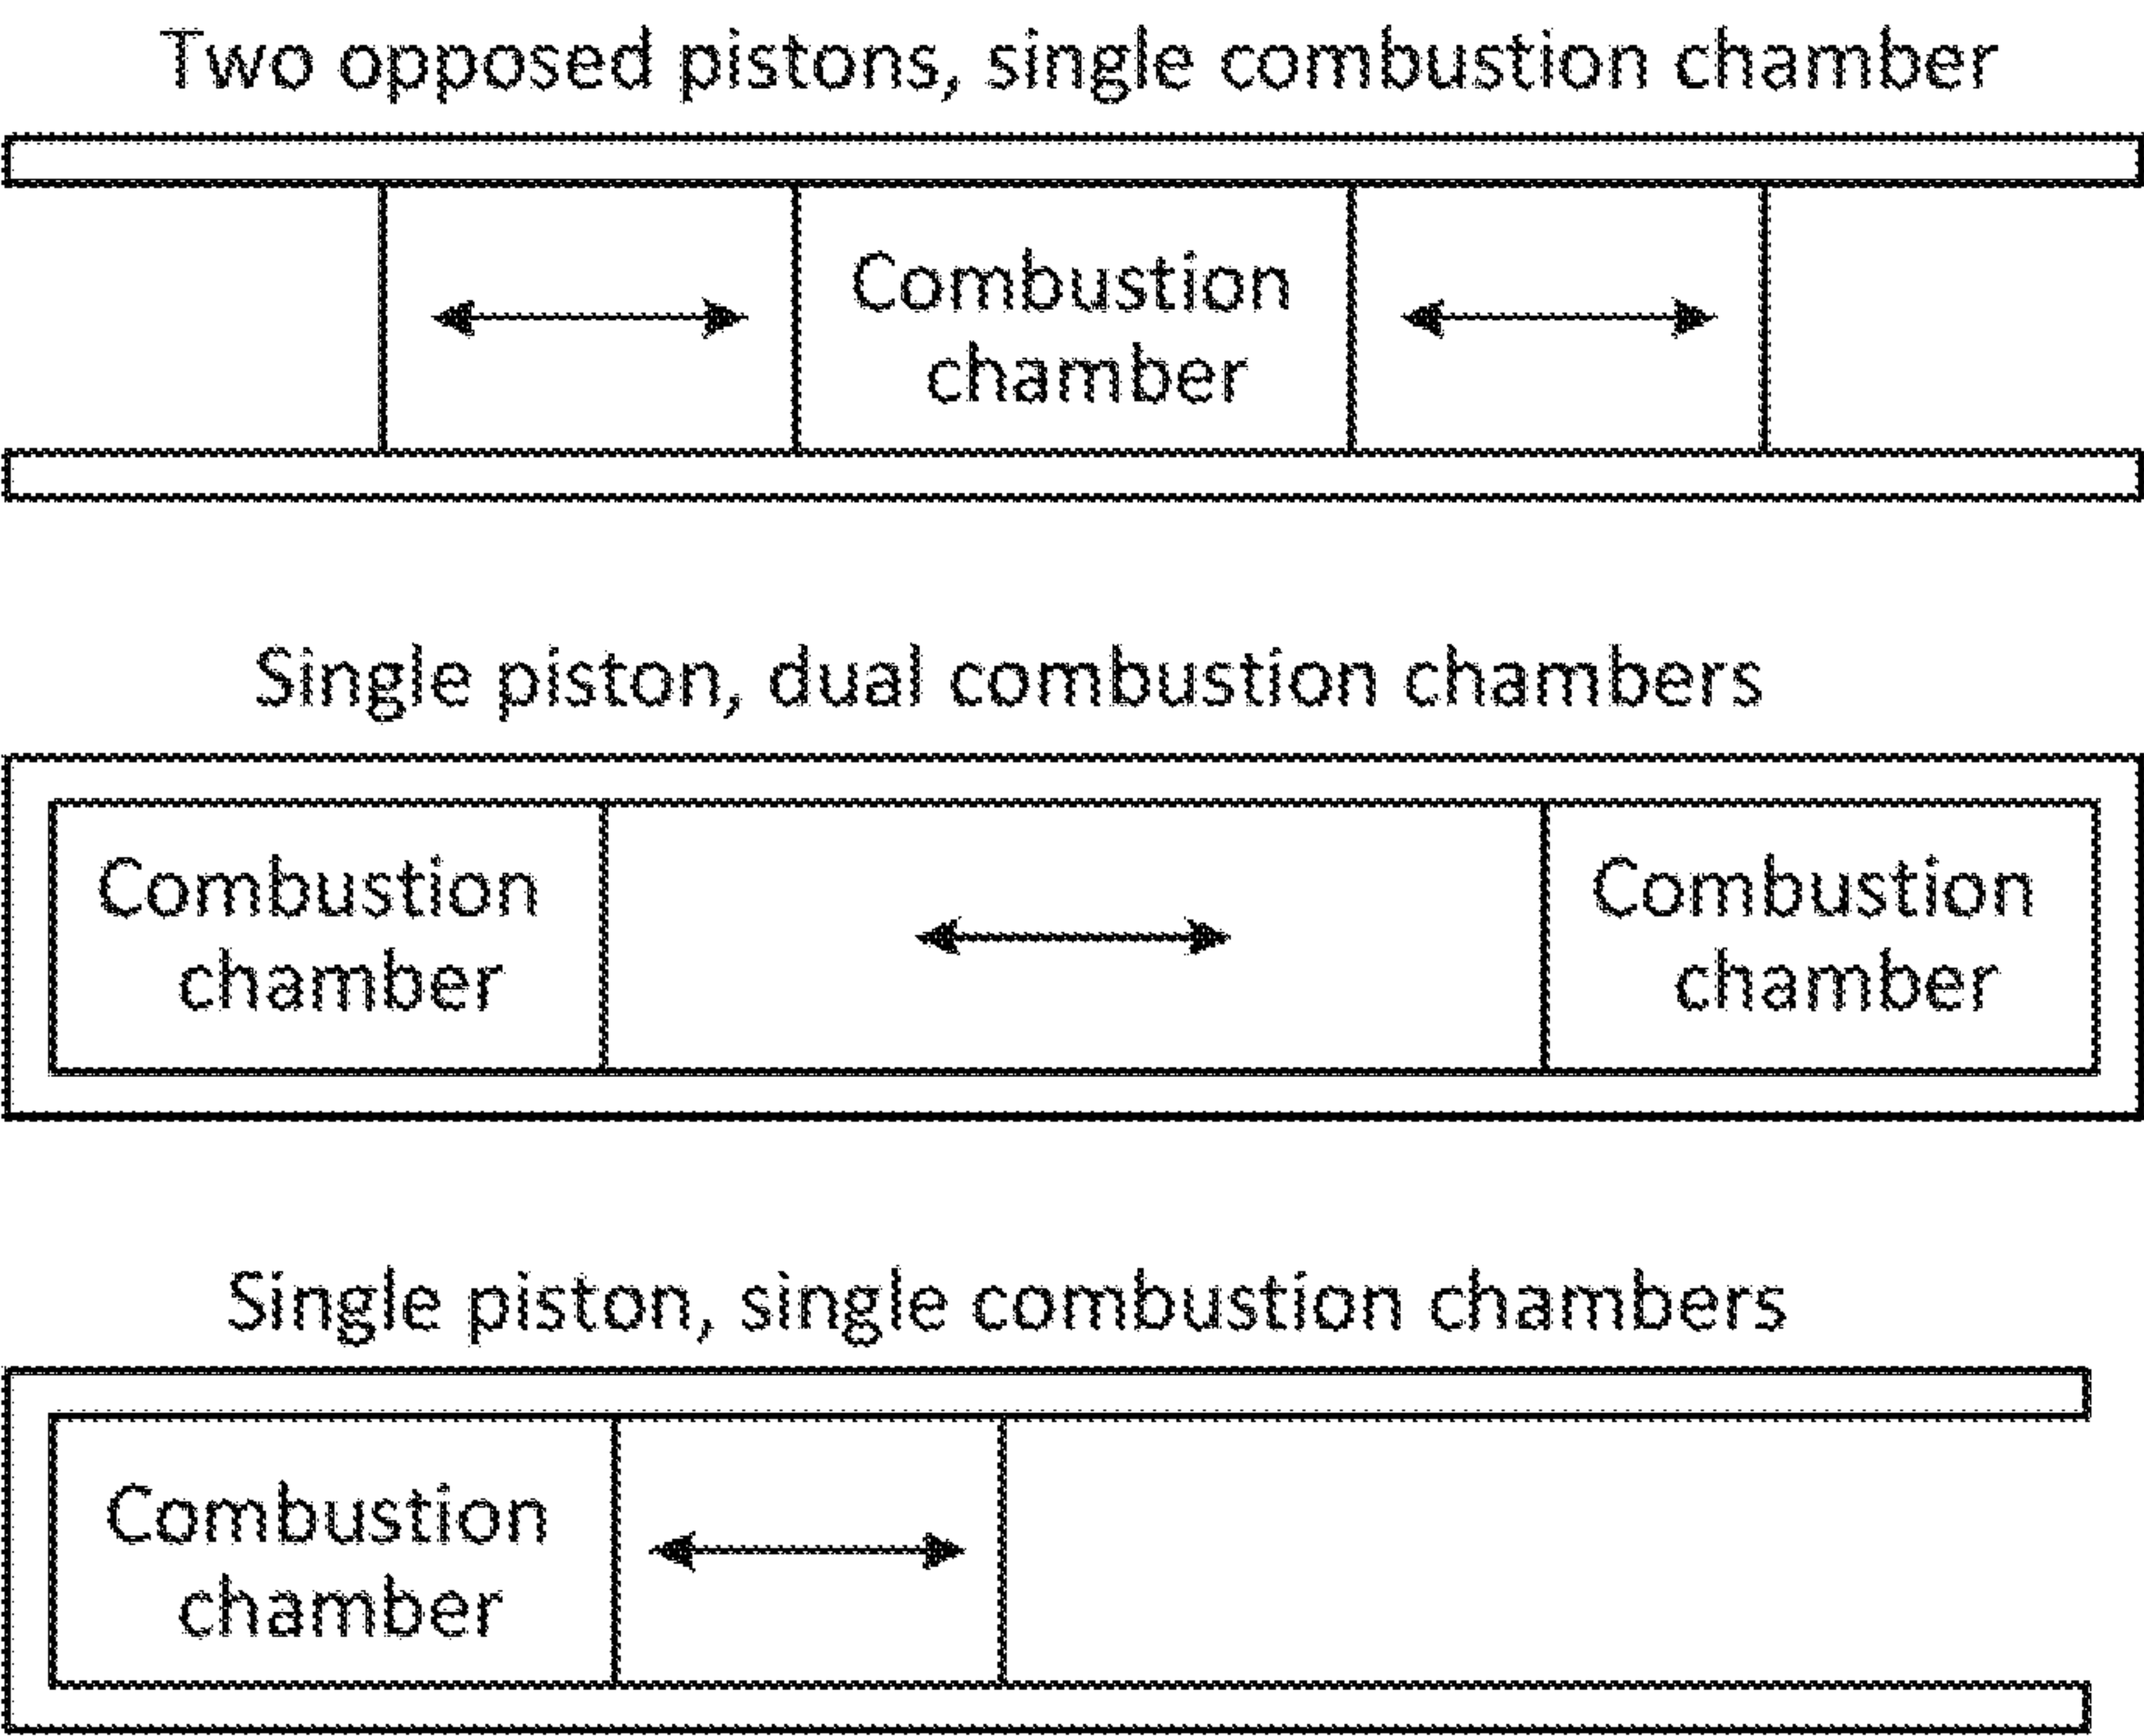 Two opposed pistons, single combustion chamber
Combustion
chamber
Single piston, dual combustion chambers
Combustion
chamber
Combustion
chamber
Single piston, single combustion chambers
Combustion
chamber